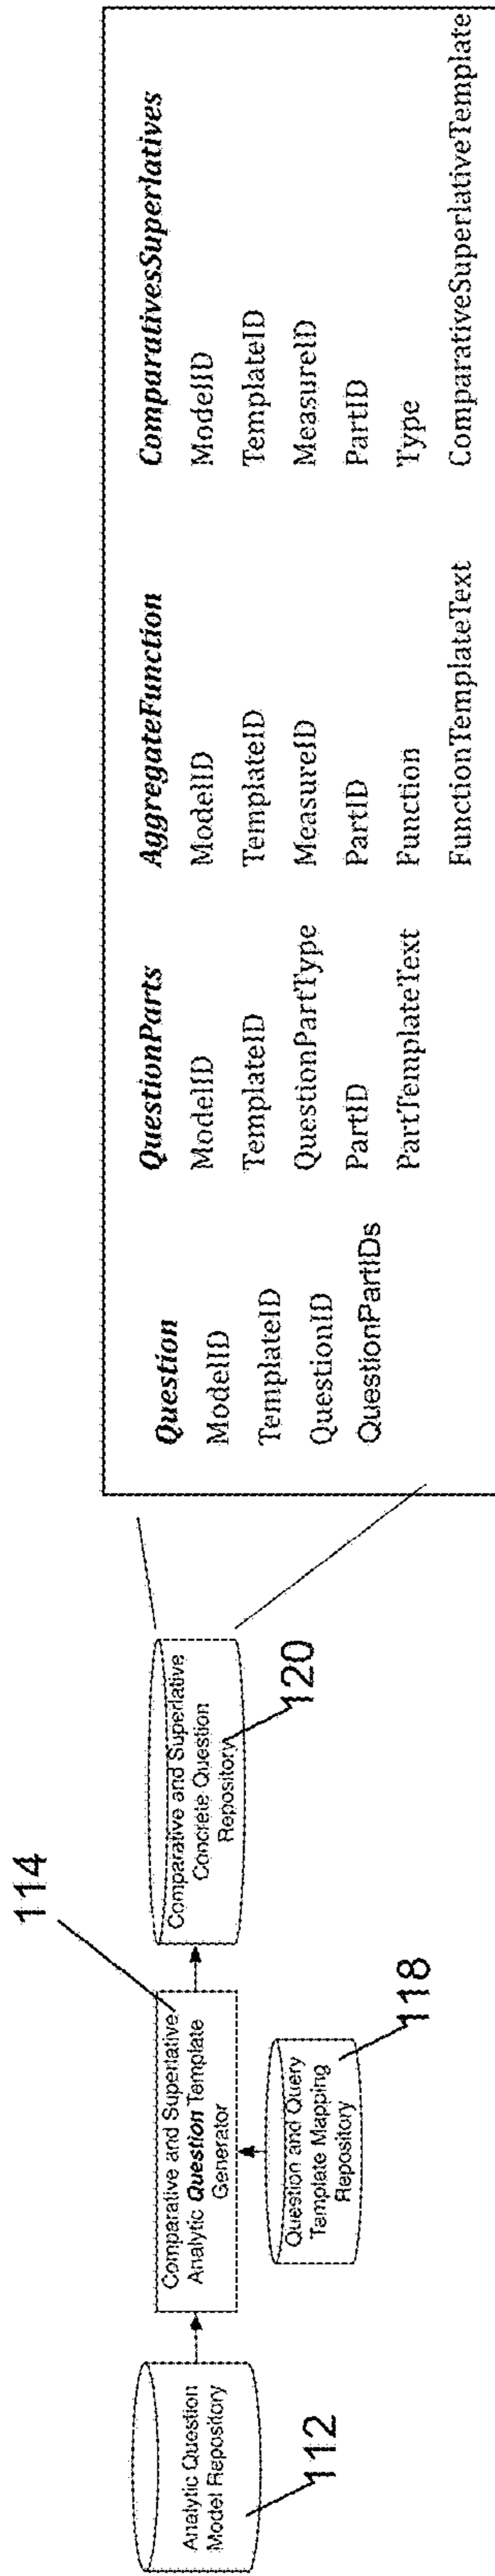 Analytic Question
Model Repository
112
Comparative and Superlative
Analytic Question Template
Generator
114
Question and Query
Template Mapping
Repository
118
Comparative and Superlative
Concrete Question
Repository
120
Question
ModelID
TemplateID
QuestionID
QuestionPartIDs
QuestionParts
ModelID
TemplateID
QuestionPartType
PartID
PartTemplateText
AggregateFunction
ModelID
TemplateID
MeasureID
PartID
Function
FunctionTemplateText
ComparativesSuperlatives
ModelID
TemplateID
MeasureID
PartID
Type
ComparativeSuperlativeTemplate